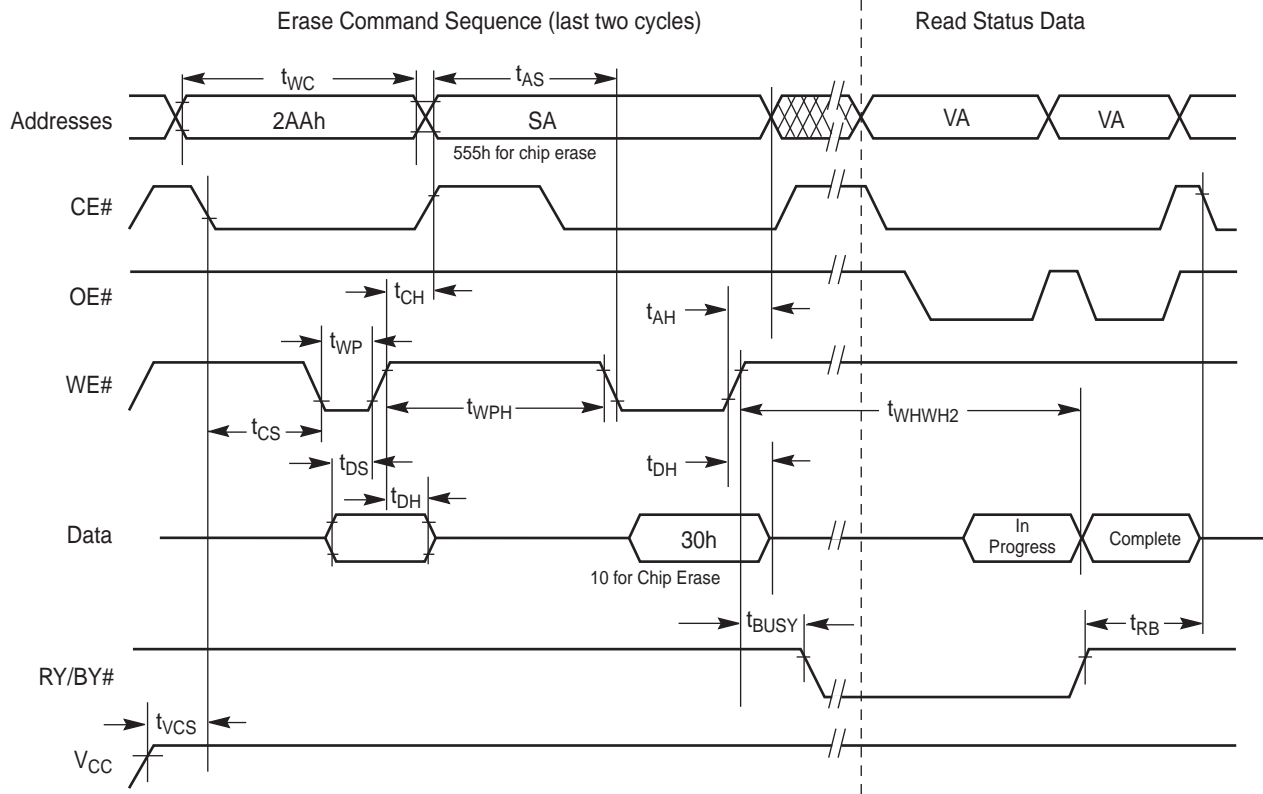 Erase Command Sequence (last two cycles)
Read Status Data
tWC
tAS
Addresses
2AAh
SA
VA
VA
555h for chip erase
CE#
OE#
tCH
tAH
tWP
WE#
tWPH
tWHWH2
tCS
tDS
tDH
tDH
Data
30h
In Progress
Complete
10 for Chip Erase
tBUSY
tRB
RY/BY#
tVCS
VCC